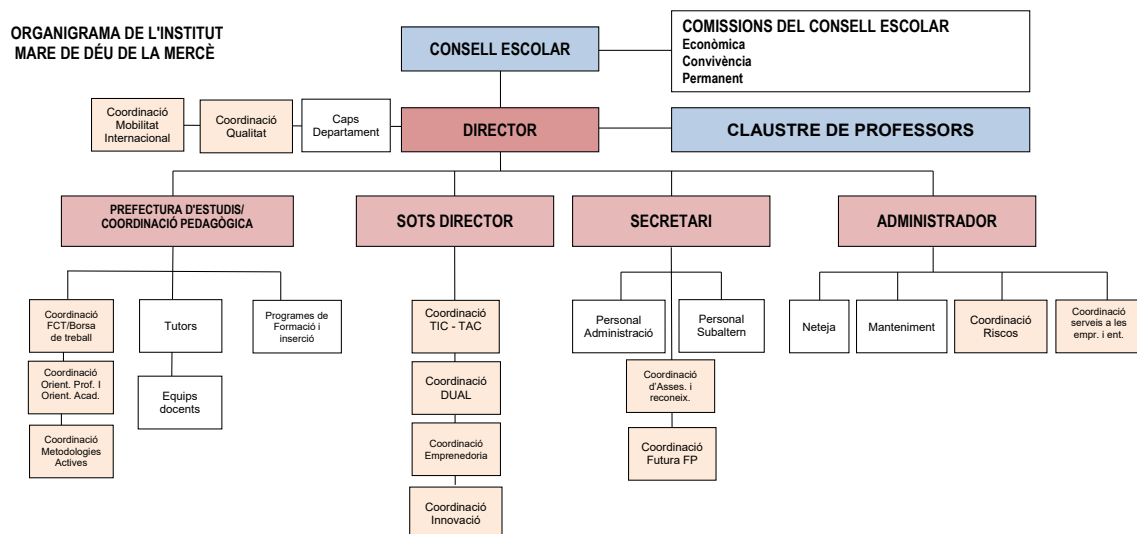 ORGANIGRAMA DE L'INSTITUT
MARE DE DÉU DE LA MERCÈ
CONSELL ESCOLAR
COMISSIONS DEL CONSELL ESCOLAR
Econòmica
Convivència
Permanent
Coordinació
Mobilitat
Internacional
Coordinació
Qualitat
Caps
Departament
DIRECTOR
CLAUSTRE DE PROFESSORS
PREFECTURA D'ESTUDIS/
COORDINACIÓ PEDAGÒGICA
SOTS DIRECTOR
SECRETARI
ADMINISTRADOR
Coordinació
FCT/Borsa
de treball
Tutors
Programes de
Formació i
inserció
Coordinació
TIC - TAC
Personal
Administració
Personal
Subaltern
Neteja
Manteniment
Coordinació
Riscos
Coordinació
serveis a les
empr. i ent.
Coordinació
Orient. Prof. I
Orient. Acad.
Equips
docents
Coordinació
DUAL
Coordinació
d'Asses. i
reconeix.
Coordinació
Metodologies
Actives
Coordinació
Emprenedoria
Coordinació
Futura FP
Coordinació
Innovació